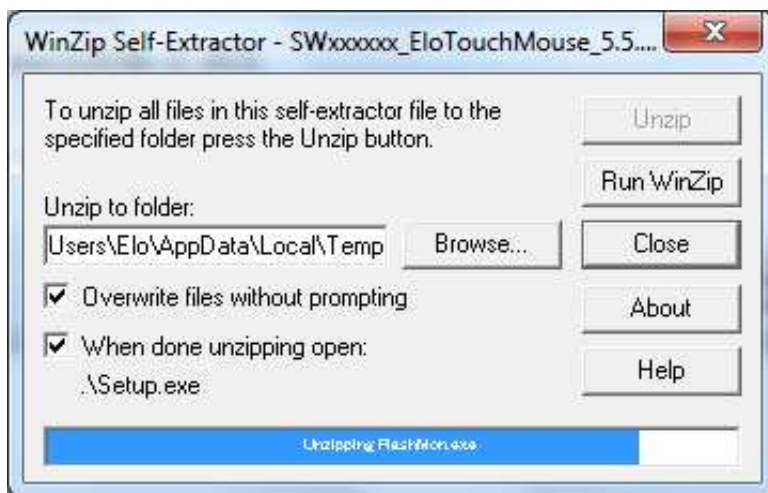 WinZip Self-Extractor - SWxxxxxx_EloTouchMouse_5.5....
To unzip all files in this self-extractor file to the
specified folder press the Unzip button.
Unzip to folder:
Users\Elo\AppData\Local\Temp
Browse...
Overwrite files without prompting
When done unzipping open:
.\Setup.exe
Unzip
Run WinZip
Close
About
Help
Unzipping FlashMon.exe